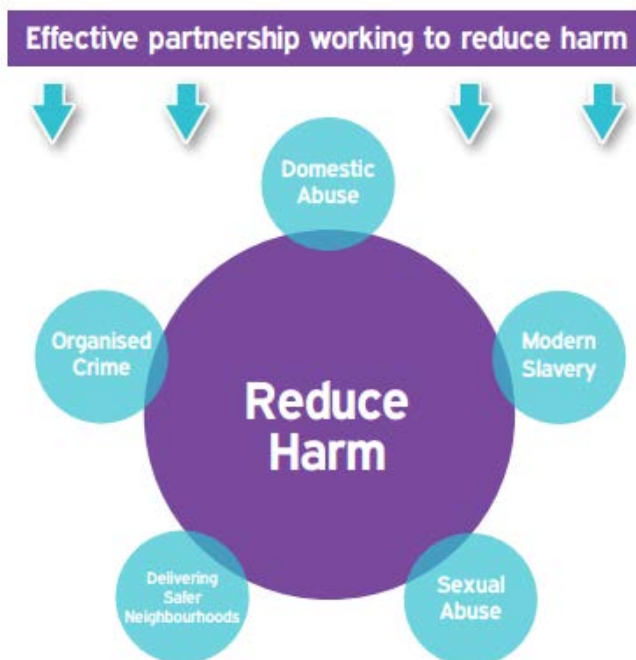 Effective partnership working to reduce harm
Domestic
Abuse
Organised
Crime
Modern
Slavery
Reduce
Harm
Delivering
Safer
Neighbourhoods
Sexual
Abuse